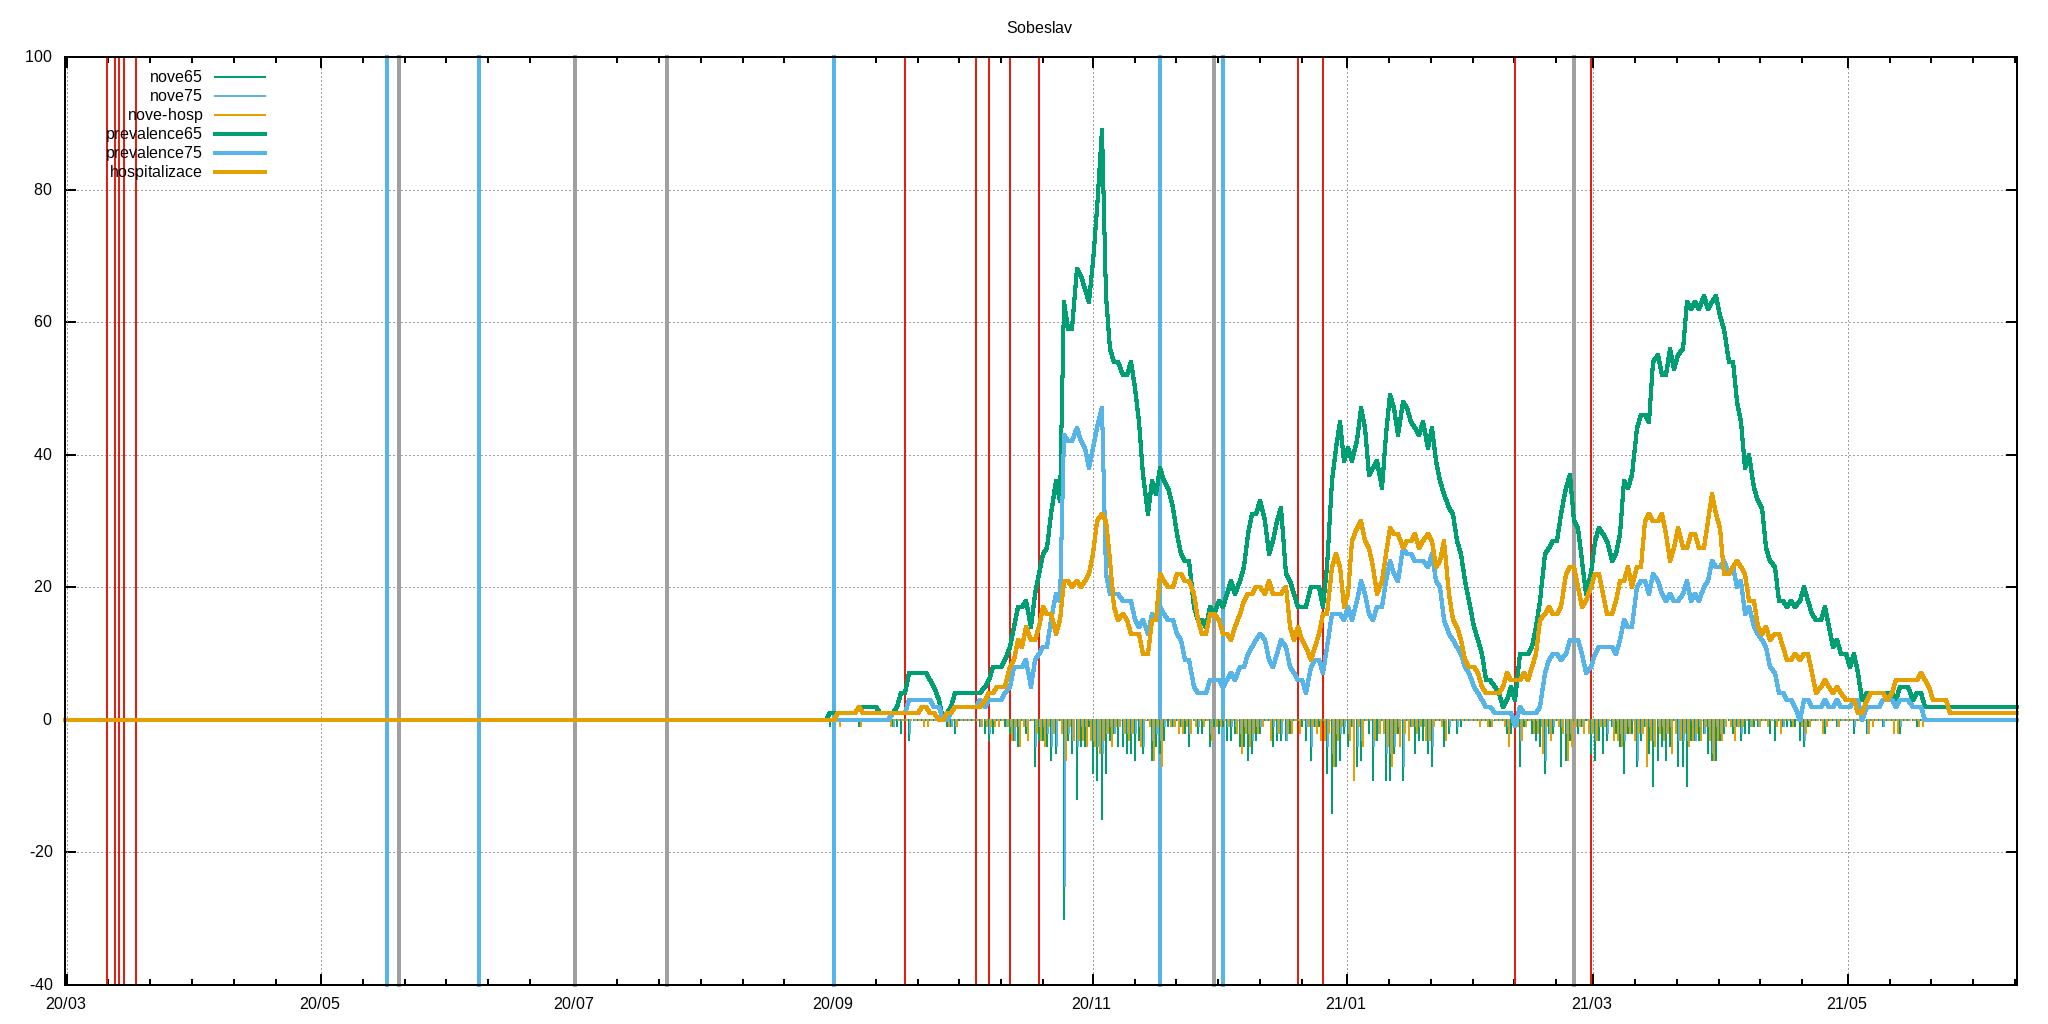 Sobeslav
100
80
60
40
20
0
-20
-40
nove65
nove75
nove-hosp
prevalence65
prevalence75
hospitalizace
20/03 20/05 20/07 20/09 20/11 21/01 21/03 21/05